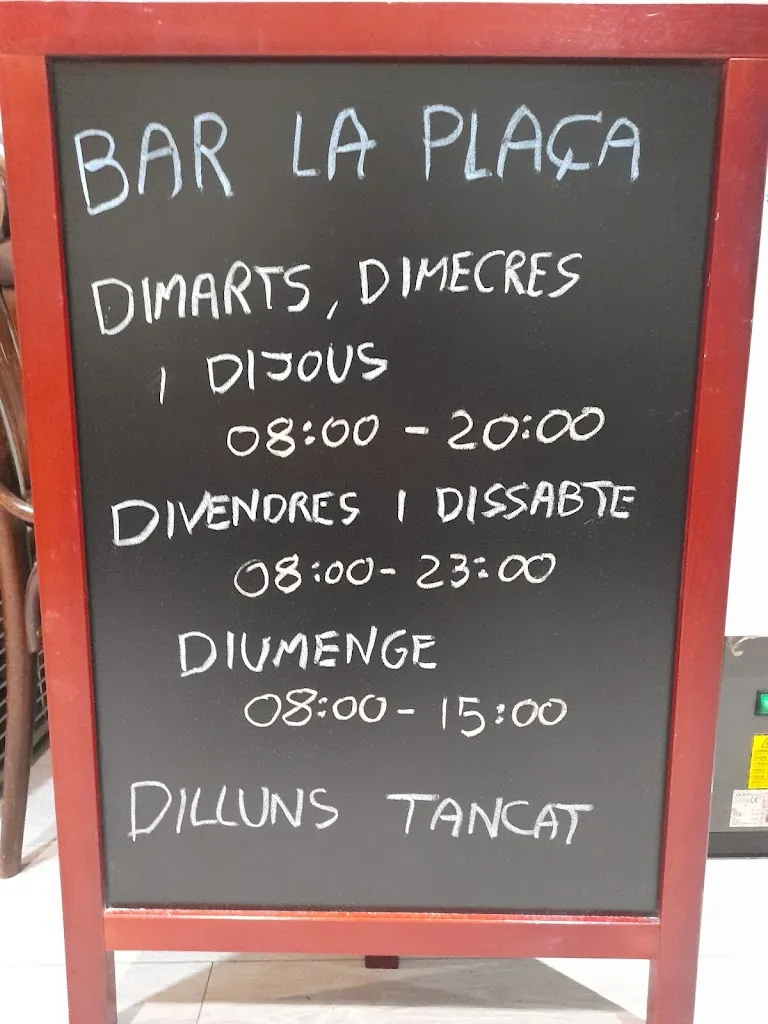 BAR LA PLAÇA
DIMARTS, DIMECRES
I DIJOUS
08:00 - 20:00
DIVENDRES I DISSABTE
08:00 - 23:00
DIUMENGE
08:00 - 15:00
DILLUNS TANCAT